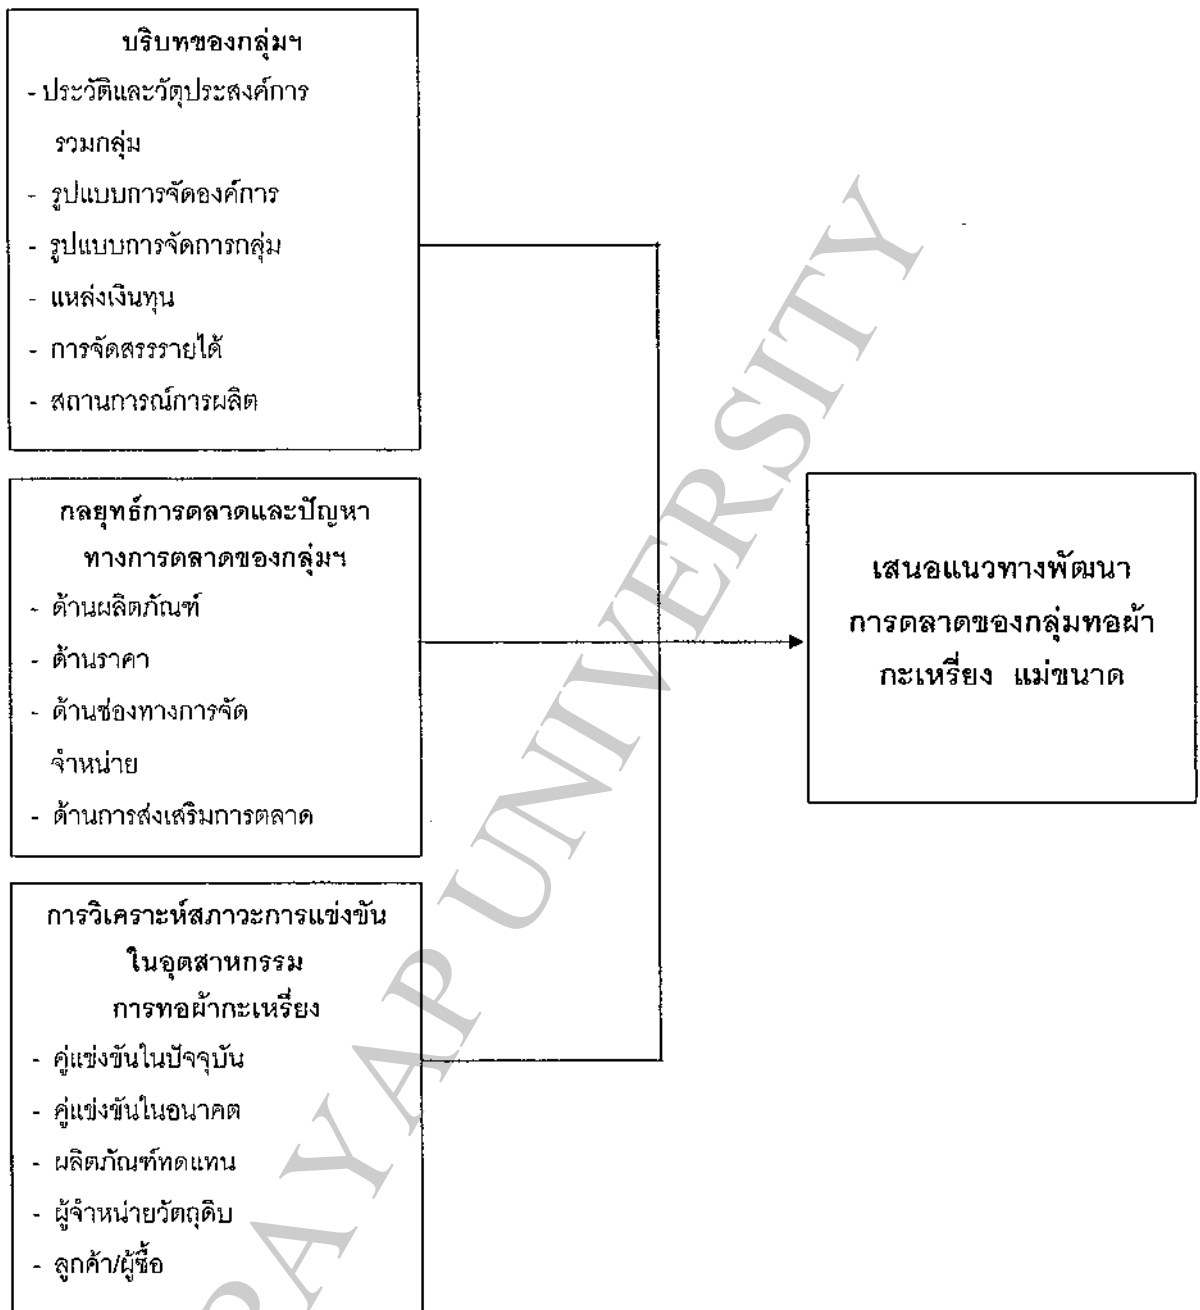 บริบทของกลุ่มฯ
- ประวัติและวัตุประสงค์การ
รวมกลุ่ม
- รูปแบบการจัดองค์การ
- รูปแบบการจัดการกลุ่ม
- แหล่งเงินทุน
- การจัดสรรรายได้
- สถานการณ์การผลิต
กลยุทธ์การตลาดและปัญหา
ทางการตลาดของกลุ่มฯ
- ด้านผลิตภัณฑ์
- ด้านราคา
- ด้านช่องทางการจัด
จำหน่าย
- ด้านการส่งเสริมการตลาด
การวิเคราะห์สภาวะการแข่งขัน
ในอุตสาหกรรม
การทอผ้ากะเหรี่ยง
- คู่แข่งขันในปัจจุบัน
- คู่แข่งขันในอนาคต
- ผลิตภัณฑ์ทดแทน
- ผู้จำหน่ายวัตถุดิบ
- ลูกค้า/ผู้ซื้อ
เสนอแนวทางพัฒนา
การตลาดของกลุ่มทอผ้า
กะเหรี่ยง แม่ขนาด
PAYAP UNIVERSITY